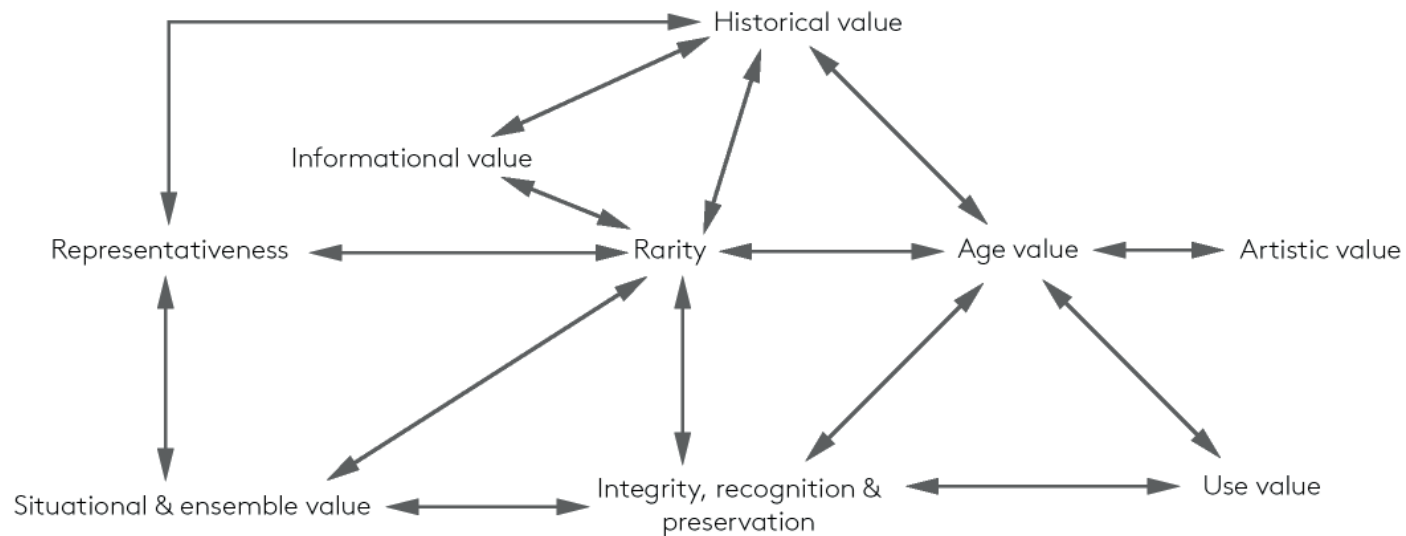 Historical value
Informational value
Representativeness
Rarity
Age value
Artistic value
Situational & ensemble value
Integrity, recognition &
preservation
Use value